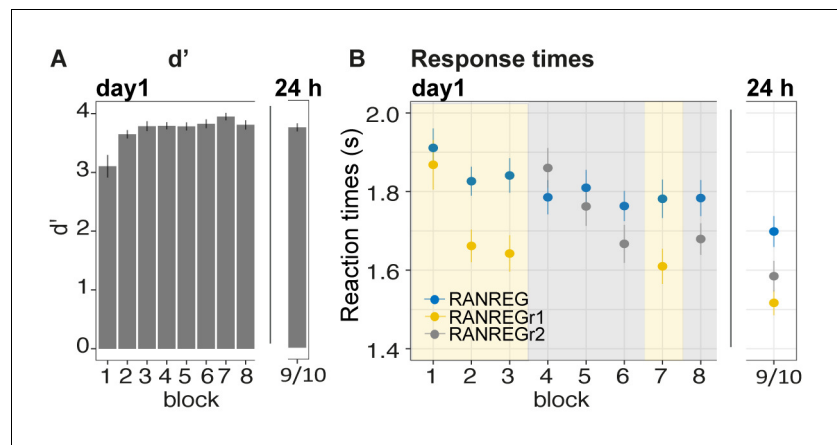 A d’
day1 24 h
4
3
2
1
0
d'
1 2 3 4 5 6 7 8 9/10
block
B Response times
day1 24 h
2.0
1.8
1.6
1.4
Reaction times (s)
RANREG
RANREGr1
RANREGr2
1 2 3 4 5 6 7 8 9/10
block